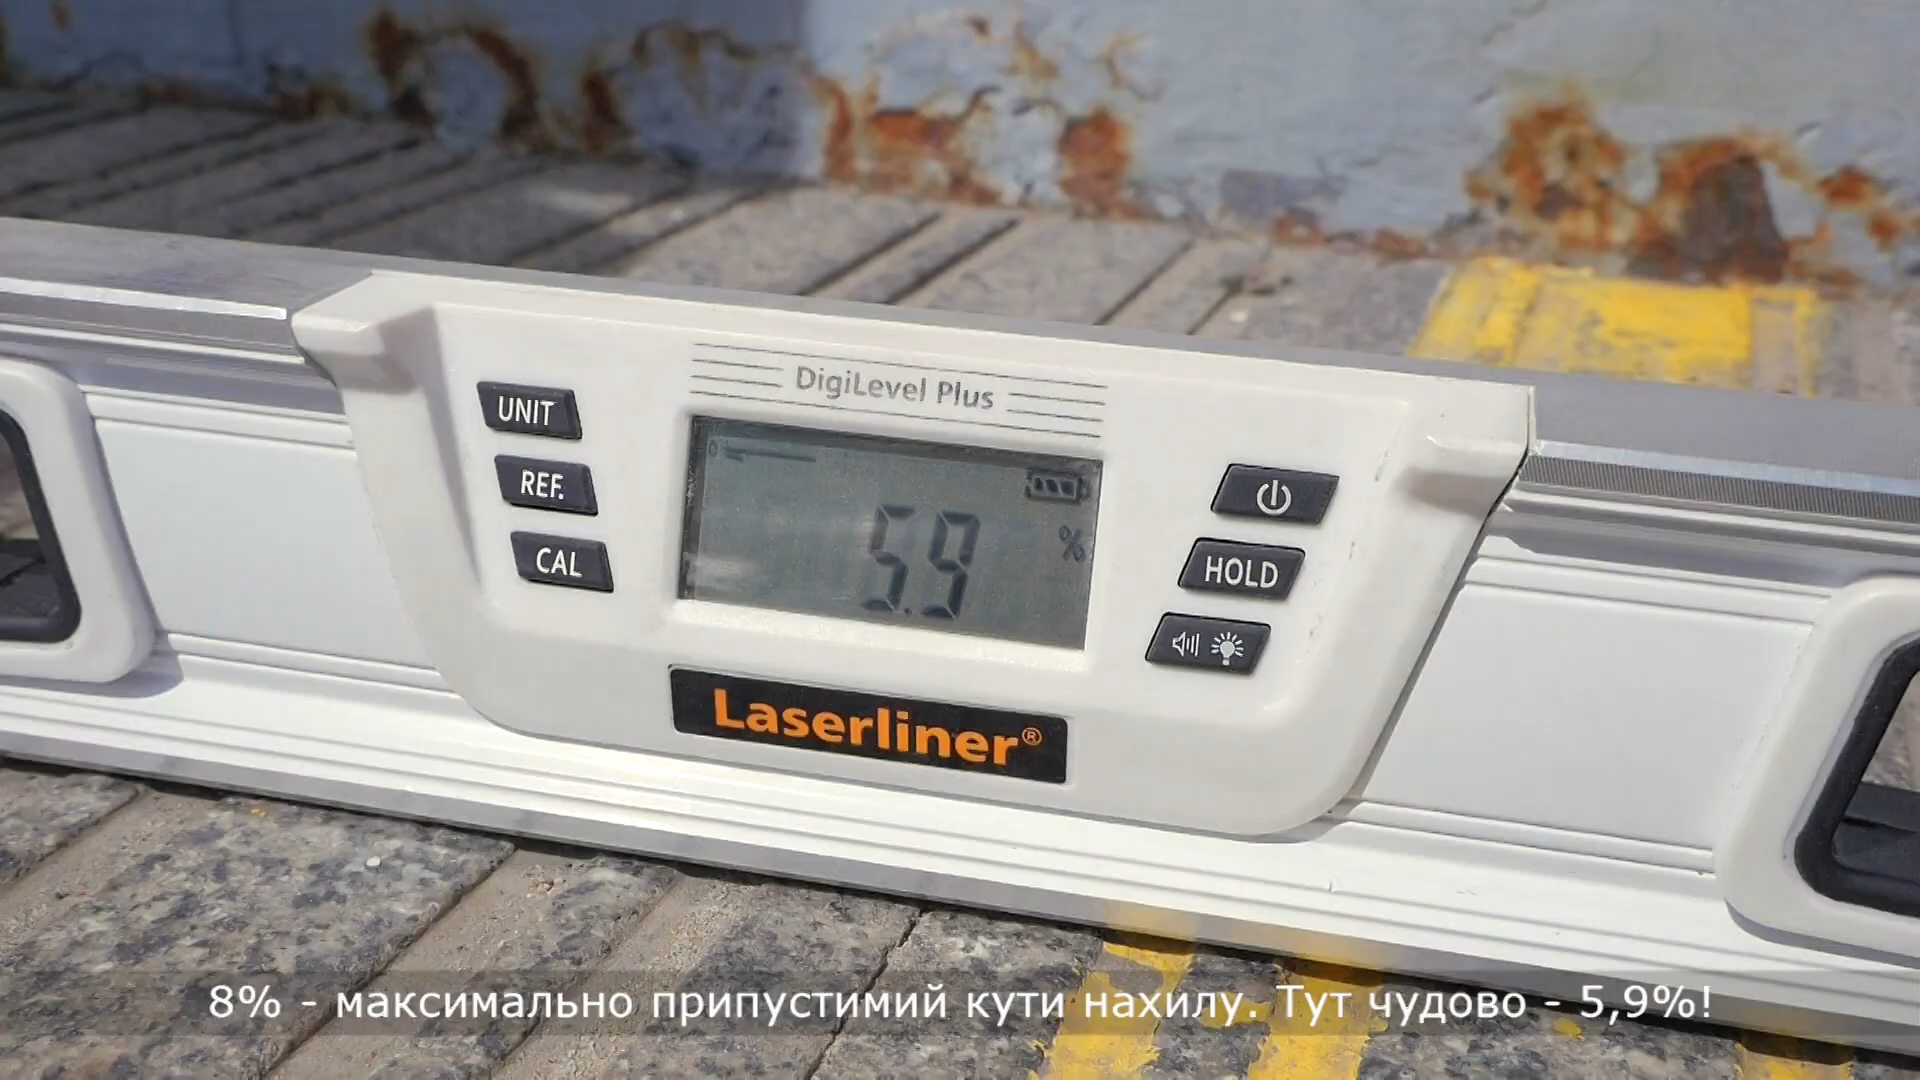 DigiLevel Plus
UNIT
REF.
CAL
5.9
%
HOLD
Laserliner®
8% - максимально припустимий кути нахилу. Тут чудово - 5,9%!